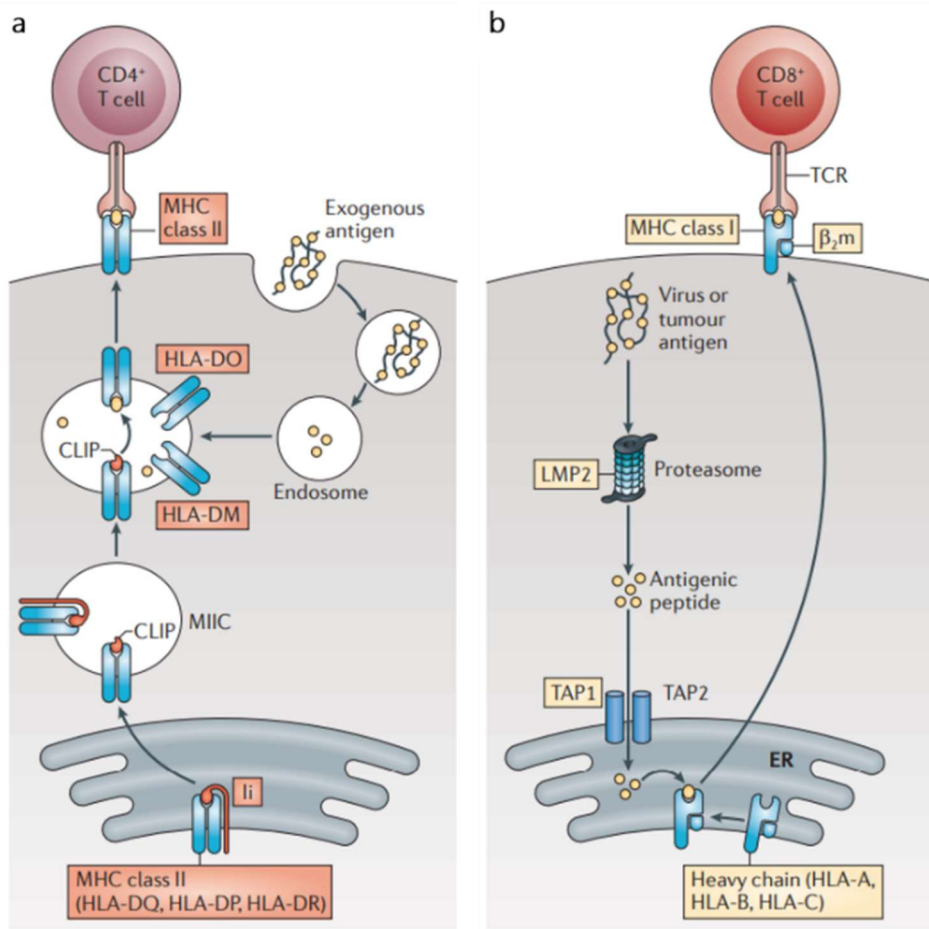 a
CD4⁺
T cell
MHC
class II
Exogenous
antigen
HLA-DO
CLIP
Endosome
HLA-DM
MIIC
CLIP
Ii
MHC class II
(HLA-DQ, HLA-DP, HLA-DR)
b
CD8⁺
T cell
TCR
MHC class I
β₂m
Virus or
tumour
antigen
LMP2
Proteasome
Antigenic
peptide
TAP1
TAP2
ER
Heavy chain (HLA-A,
HLA-B, HLA-C)